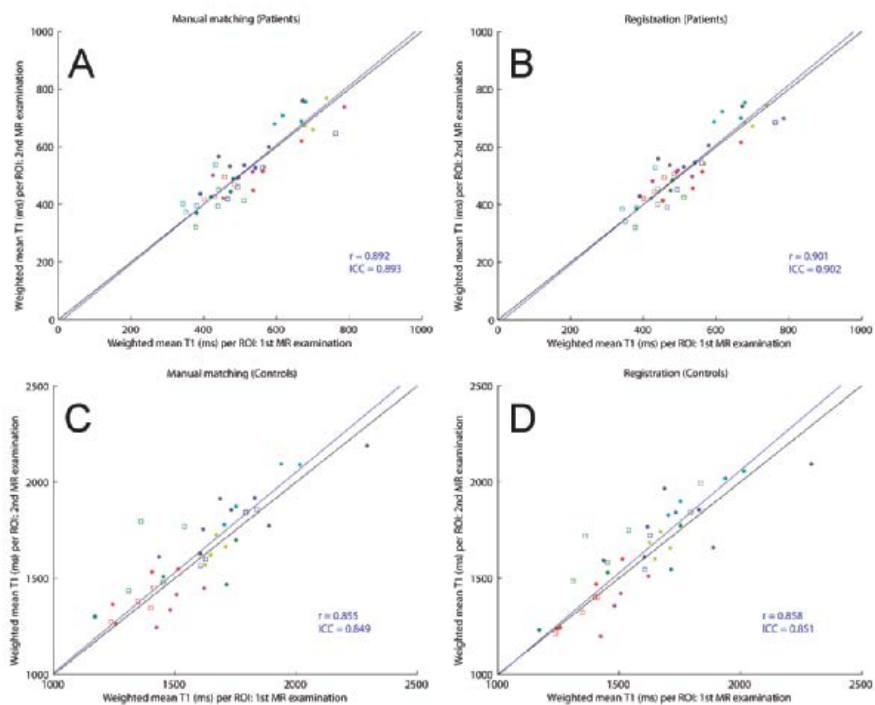 Manual matching (Patients)
A
1000
800
600
400
200
0
0 200 400 600 800 1000
Weighted mean T1 (ms) per ROI: 2nd MR examination
Weighted mean T1 (ms) per ROI: 1st MR examination
r = 0.892
ICC = 0.893
Registration (Patients)
B
1000
800
600
400
200
0
0 200 400 600 800 1000
Weighted mean T1 (ms) per ROI: 2nd MR examination
Weighted mean T1 (ms) per ROI: 1st MR examination
r = 0.901
ICC = 0.902
Manual matching (Controls)
C
2500
2000
1500
1000
1000 1500 2000 2500
Weighted mean T1 (ms) per ROI: 2nd MR examination
Weighted mean T1 (ms) per ROI: 1st MR examination
r = 0.855
ICC = 0.849
Registration (Controls)
D
2500
2000
1500
1000
1000 1500 2000 2500
Weighted mean T1 (ms) per ROI: 2nd MR examination
Weighted mean T1 (ms) per ROI: 1st MR examination
r = 0.858
ICC = 0.851